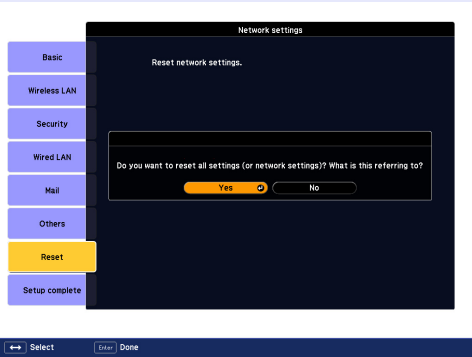 Network settings
Basic
Reset network settings.
Wireless LAN
Security
Wired LAN
Do you want to reset all settings (or network settings)? What is this referring to?
Yes
No
Mail
Others
Reset
Setup complete
Select
Enter Done